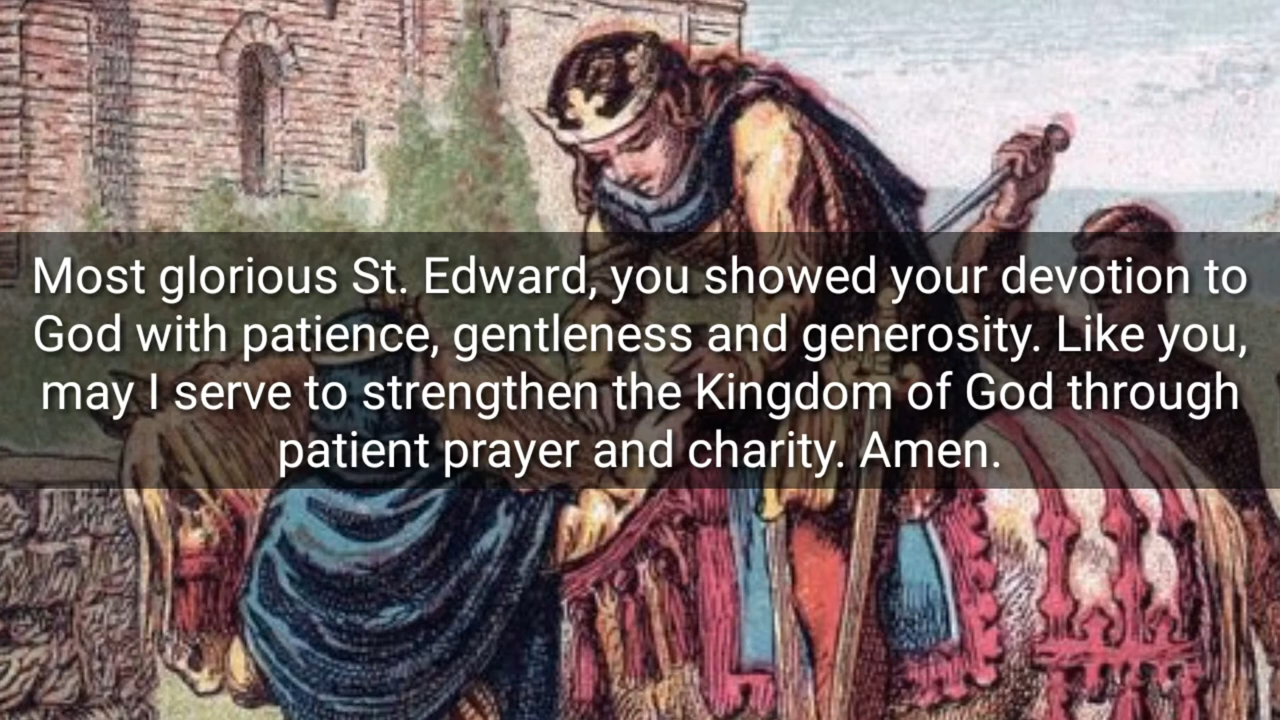 Most glorious St. Edward, you showed your devotion to
God with patience, gentleness and generosity. Like you,
may I serve to strengthen the Kingdom of God through
patient prayer and charity. Amen.